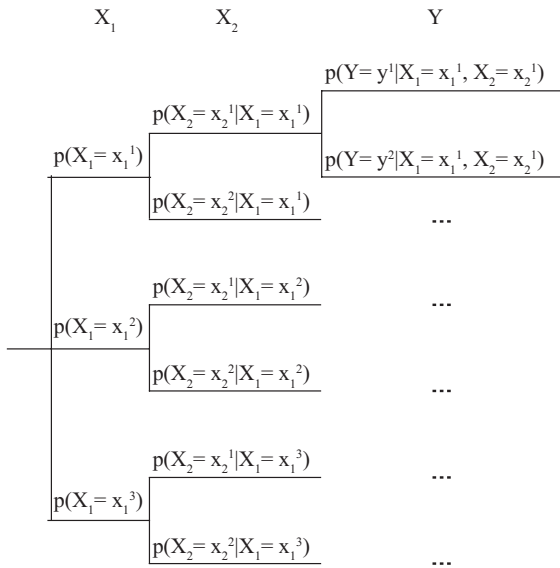 X₁ X₂ Y
p(Y= y¹|X₁= x₁¹, X₂= x₂¹)
p(X₂= x₂¹|X₁= x₁¹)
p(X₁= x₁¹)
p(Y= y²|X₁= x₁¹, X₂= x₂¹)
p(X₂= x₂²|X₁= x₁¹)
...
p(X₂= x₂¹|X₁= x₁²)
...
p(X₁= x₁²)
p(X₂= x₂²|X₁= x₁²)
...
p(X₂= x₂¹|X₁= x₁³)
...
p(X₁= x₁³)
p(X₂= x₂²|X₁= x₁³)
...